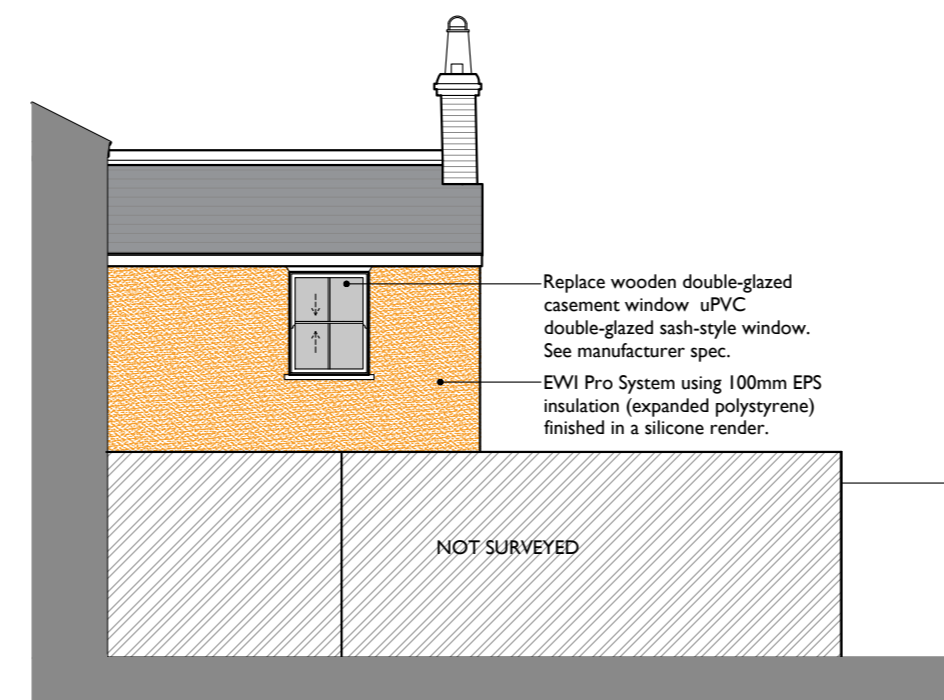 Replace wooden double-glazed
casement window uPVC
double-glazed sash-style window.
See manufacturer spec.
EWI Pro System using 100mm EPS
insulation (expanded polystyrene)
finished in a silicone render.
NOT SURVEYED